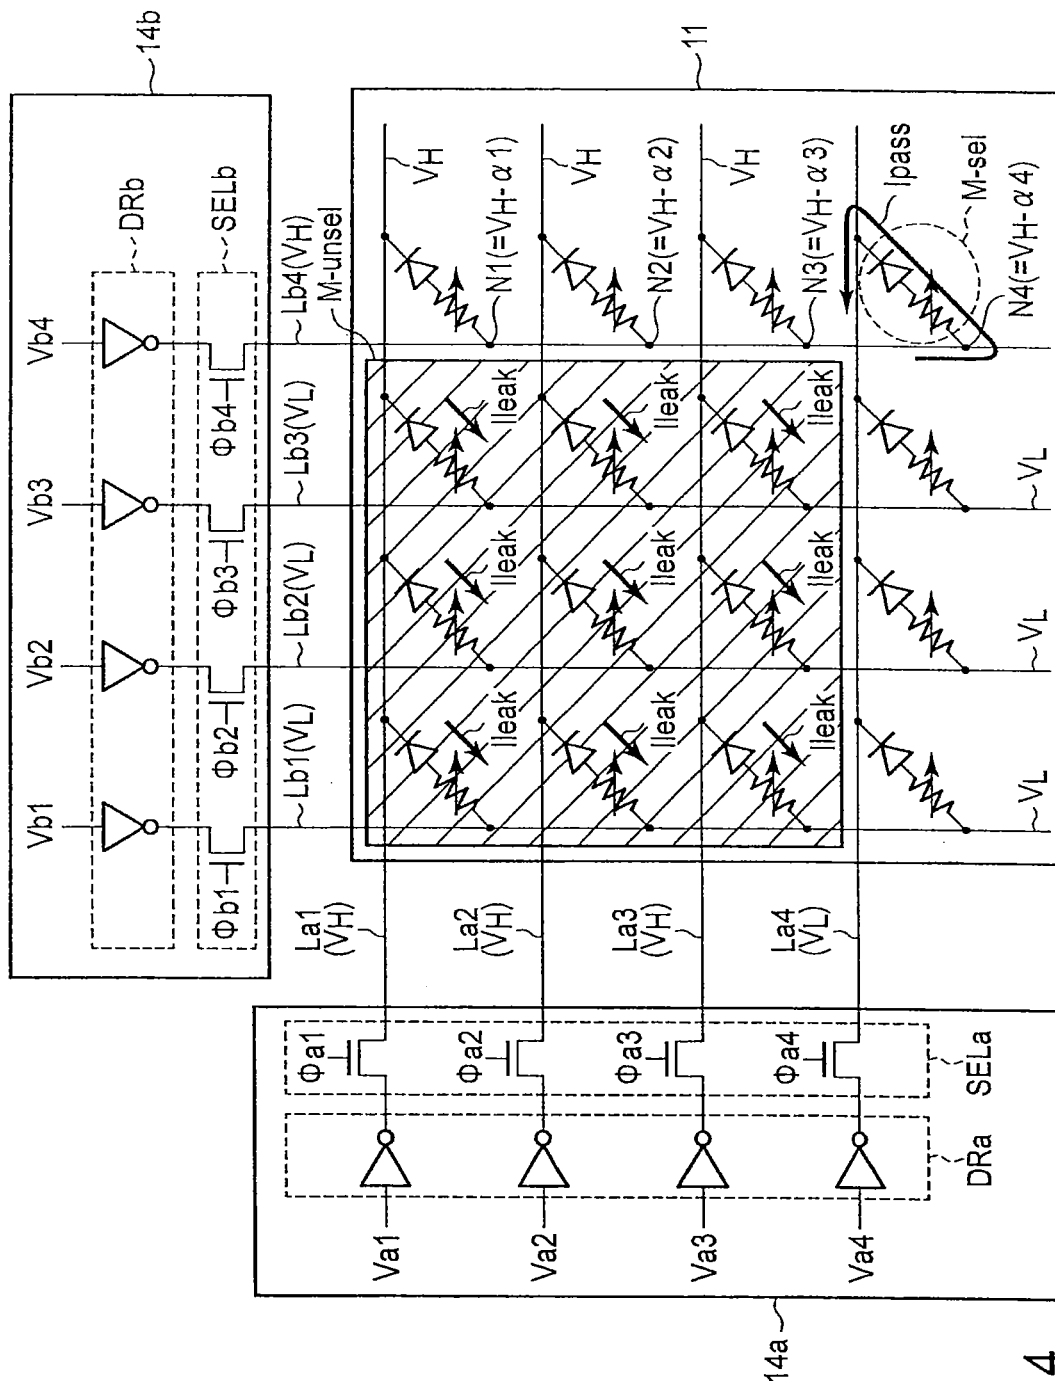 14b
Vb1
Vb2
Vb3
Vb4
DRb
Φb1
Φb2
Φb3
Φb4
SELb
Lb1(VL)
Lb2(VL)
Lb3(VL)
Lb4(VH)
M-unsel
11
La1
(VH)
VH
Ileak
Ileak
Ileak
N1(=VH-α1)
La2
(VH)
VH
Ileak
Ileak
Ileak
N2(=VH-α2)
La3
(VH)
VH
Ileak
Ileak
Ileak
N3(=VH-α3)
La4
(VL)
Ipass
M-sel
N4(=VH-α4)
VL
VL
VL
Φa1
Φa2
Φa3
Φa4
SELa
DRa
Va1
Va2
Va3
Va4
14a
4